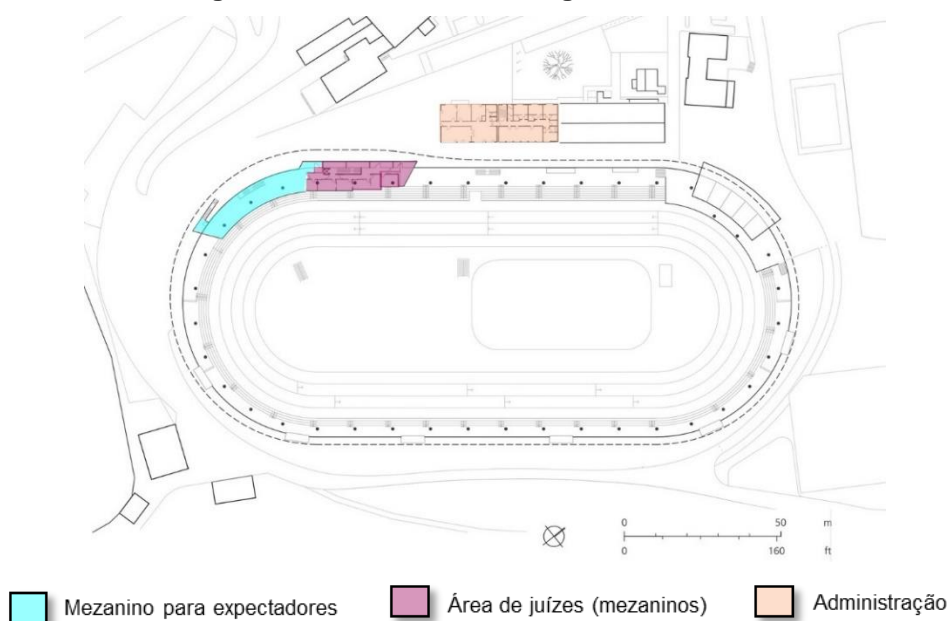 0 50 m
0 160 ft
Mezanino para expectadores
Área de juízes (mezaninos)
Administração